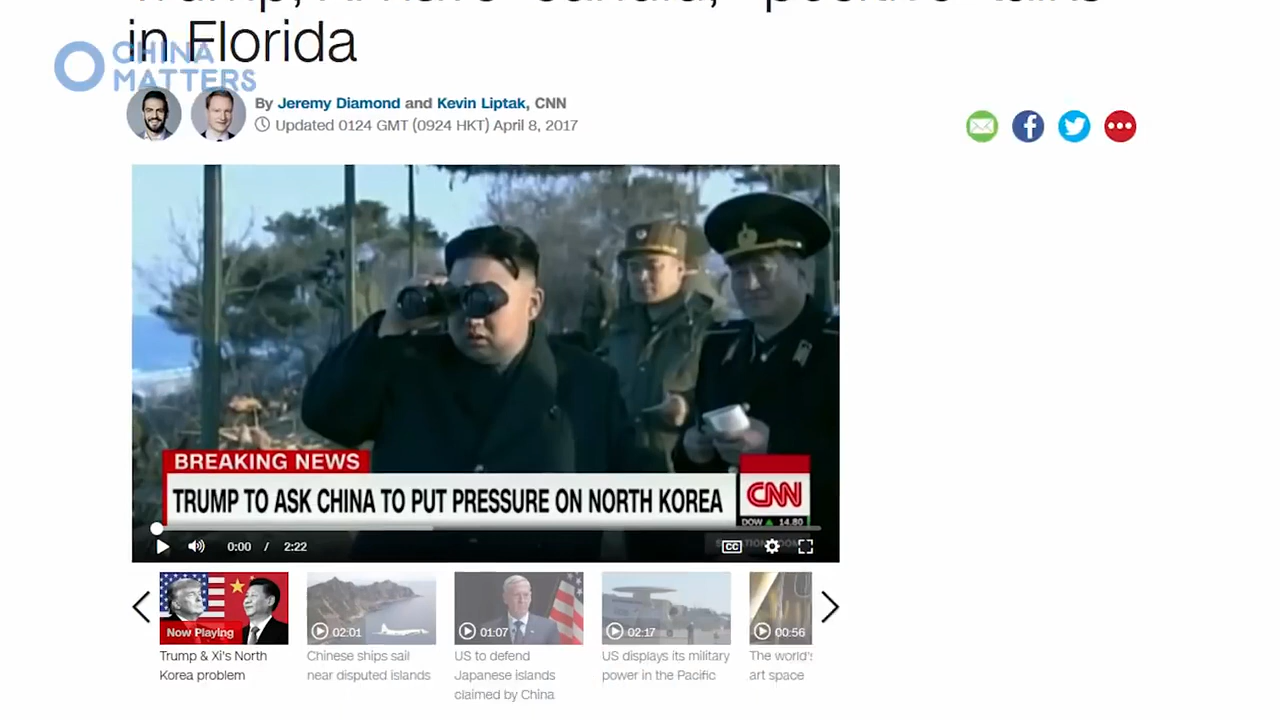 in Florida
CHINA
MATTERS
By Jeremy Diamond and Kevin Liptak, CNN
Updated 0124 GMT (0924 HKT) April 8, 2017
BREAKING NEWS
TRUMP TO ASK CHINA TO PUT PRESSURE ON NORTH KOREA
CNN
DOW ▲ 14.80
0:00 / 2:22
CC
Now Playing
02:01
01:07
02:17
00:56
Trump & Xi's North
Korea problem
Chinese ships sail
near disputed islands
US to defend
Japanese islands
claimed by China
US displays its military
power in the Pacific
The world's
art space